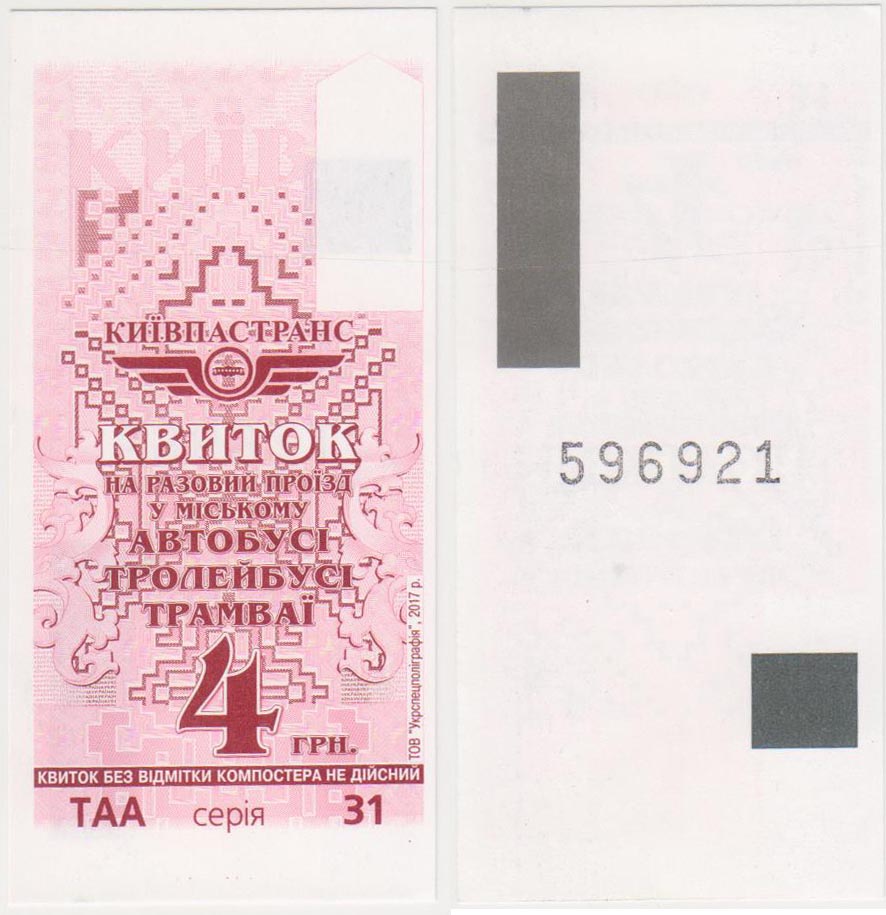 київ
КИЇВПАСТРАНС
КВИТОК
НА РАЗОВИЙ ПРОЇЗД
У МІСЬКОМУ
АВТОБУСІ
ТРОЛЕЙБУСІ
ТРАМВАЇ
4 ГРН.
ТОВ "Укрспецполіграфія", 2017 р.
КВИТОК БЕЗ ВІДМІТКИ КОМПОСТЕРА НЕ ДІЙСНИЙ
ТАА серія 31
596921